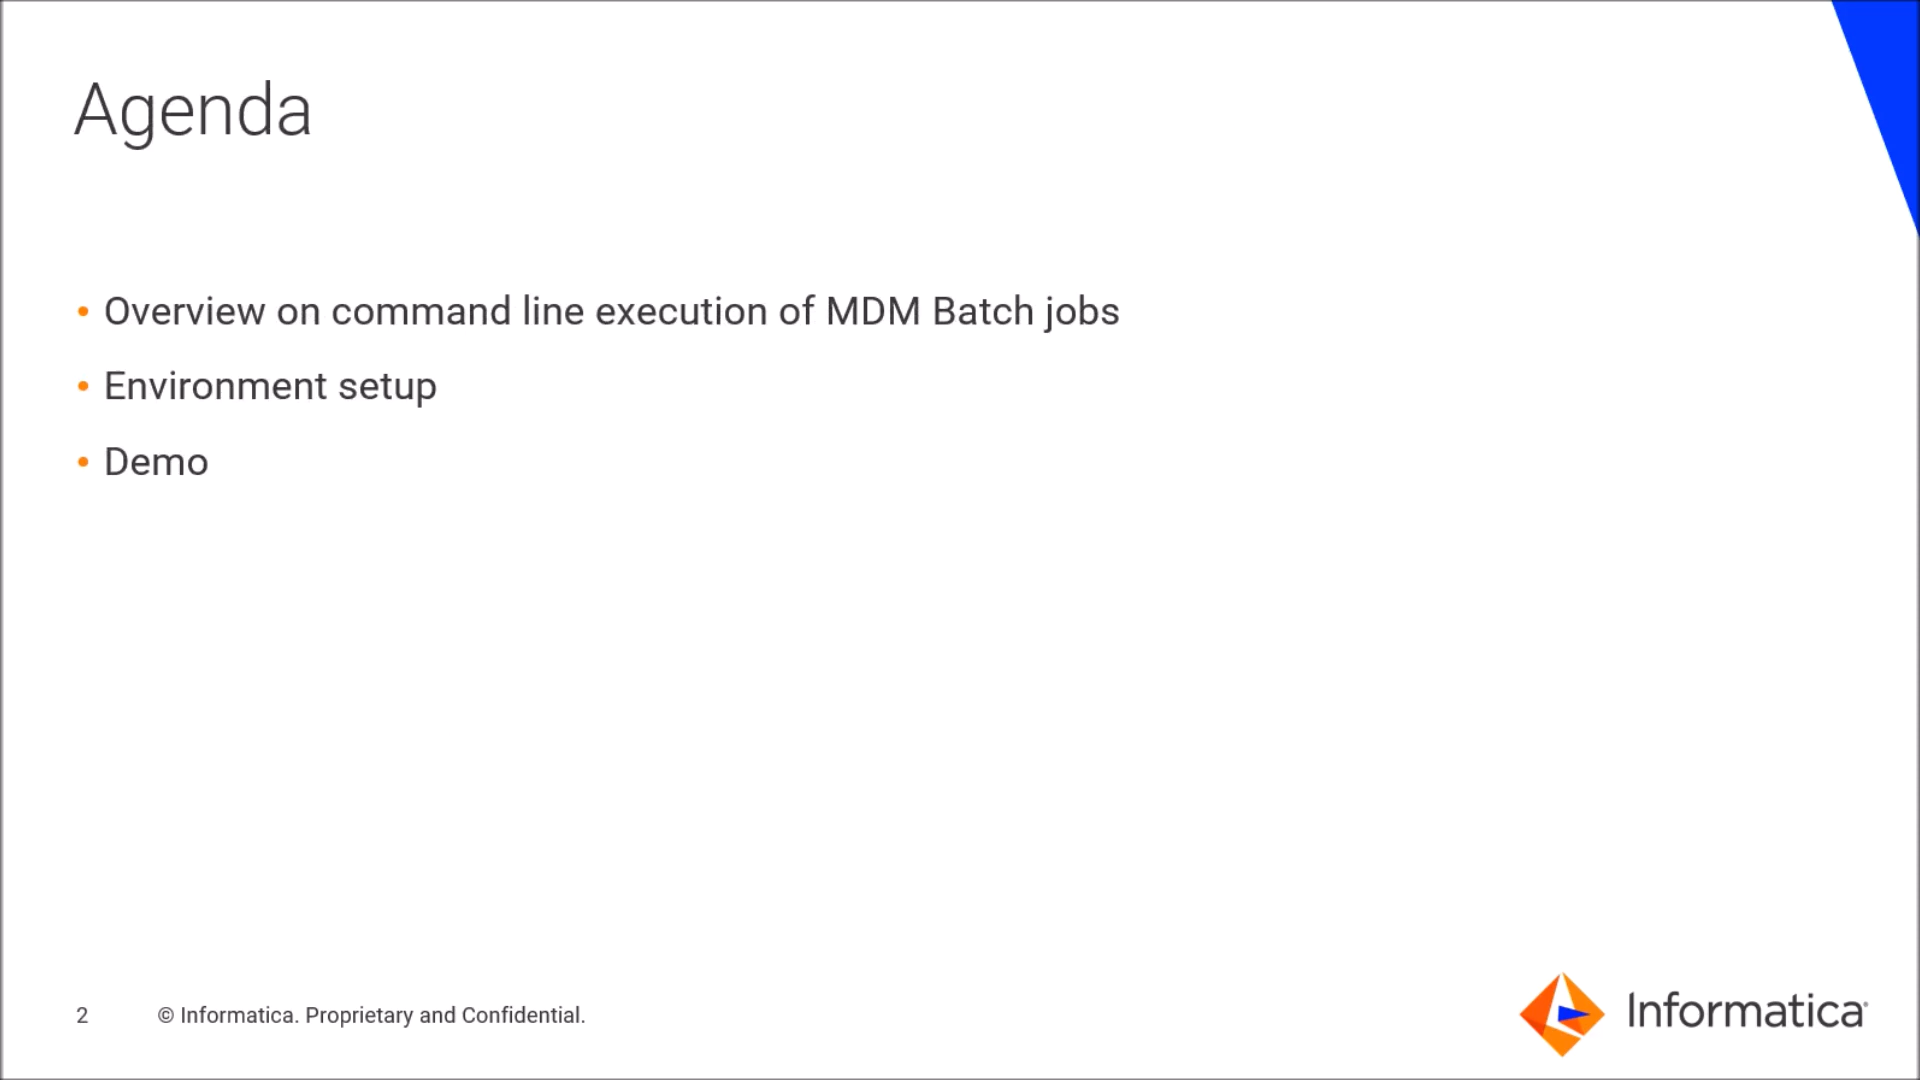 Agenda
• Overview on command line execution of MDM Batch jobs
• Environment setup
• Demo
2 © Informatica. Proprietary and Confidential.
Informatica